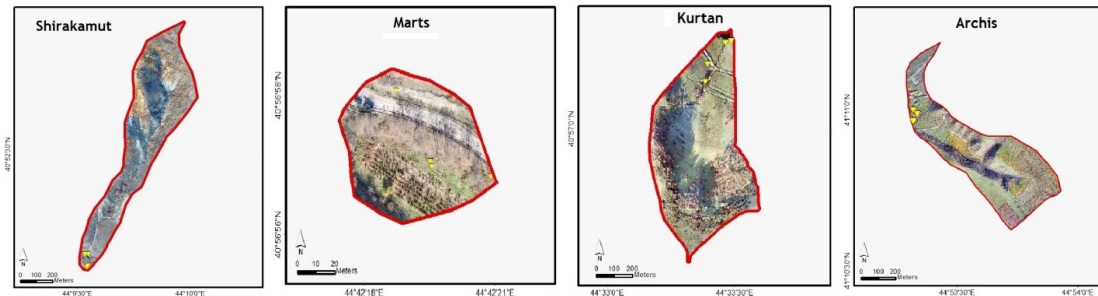 Shirakamut
40°52'30"N
N
0 100 200
Meters
44°9'30"E
44°10'0"E
Marts
40°56'58"N
40°56'56"N
N
0 10 20
Meters
44°42'18"E
44°42'21"E
Kurtan
40°57'0"N
N
0 100 200
Meters
44°33'0"E
44°33'30"E
Archis
41°11'0"N
41°10'30"N
N
0 100 200
Meters
44°53'30"E
44°54'0"E